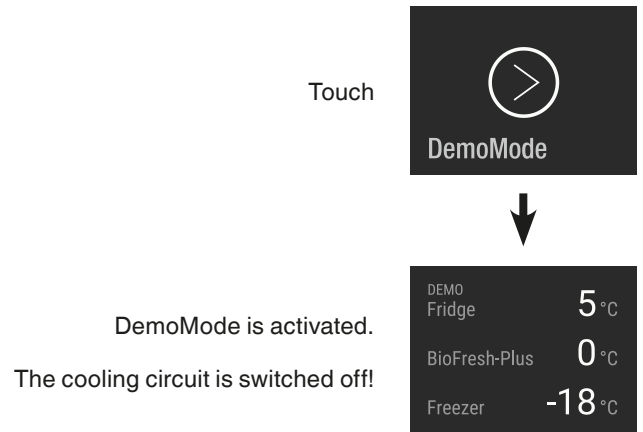 Touch
DemoMode
DEMO
Fridge 5 °C
DemoMode is activated.
BioFresh-Plus 0 °C
The cooling circuit is switched off!
Freezer -18 °C